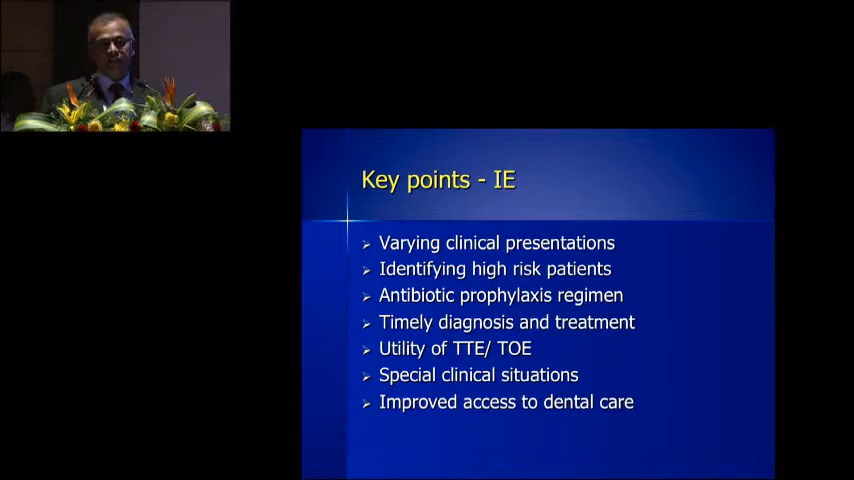 Key points - IE
Varying clinical presentations
Identifying high risk patients
Antibiotic prophylaxis regimen
Timely diagnosis and treatment
Utility of TTE/ TOE
Special clinical situations
Improved access to dental care